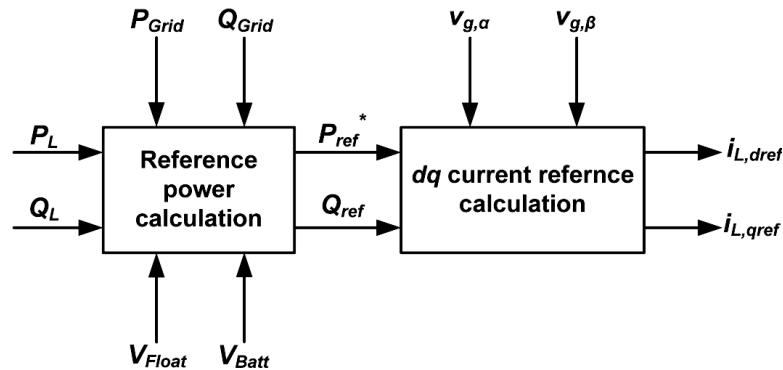 P_Grid Q_Grid v_g,α v_g,β
P_L P_ref* i_L,dref
Reference
power
calculation
dq current refernce
calculation
Q_L Q_ref i_L,qref
V_Float V_Batt